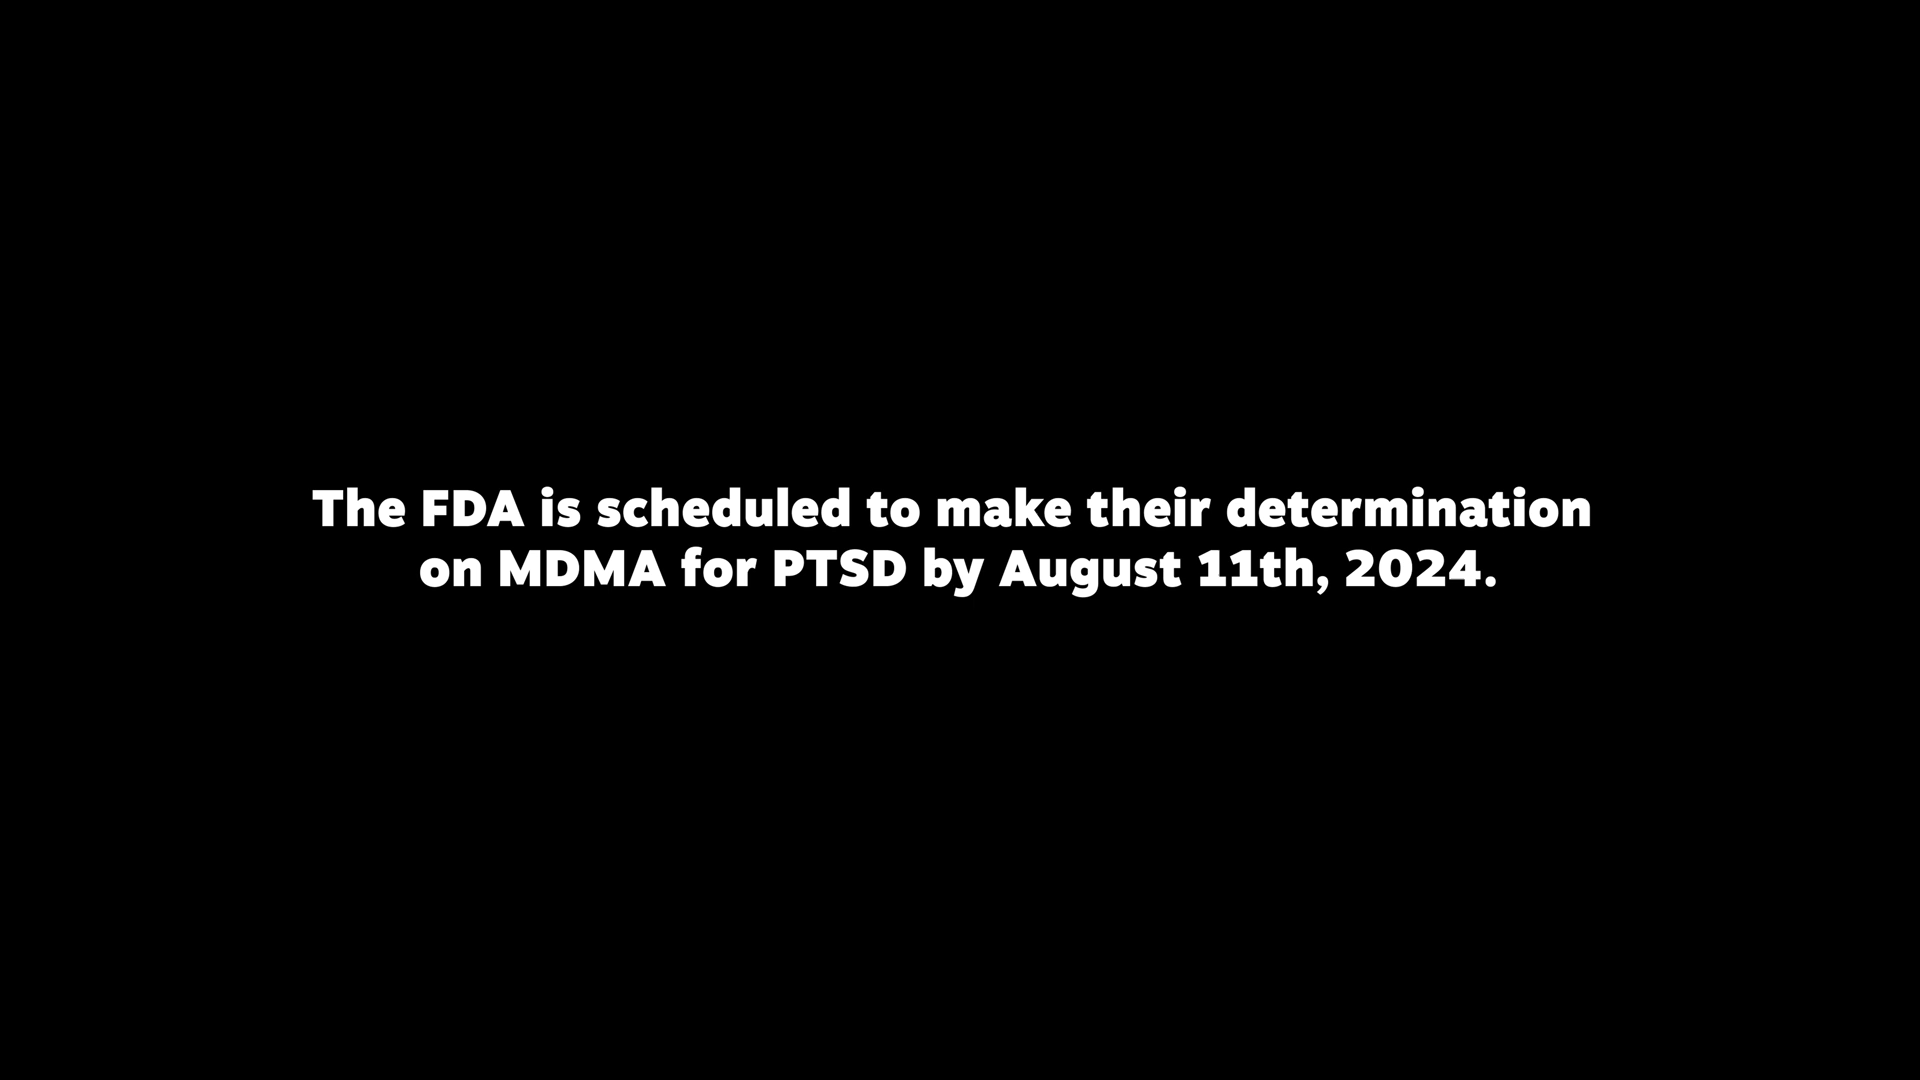 The FDA is scheduled to make their determination
on MDMA for PTSD by August 11th, 2024.